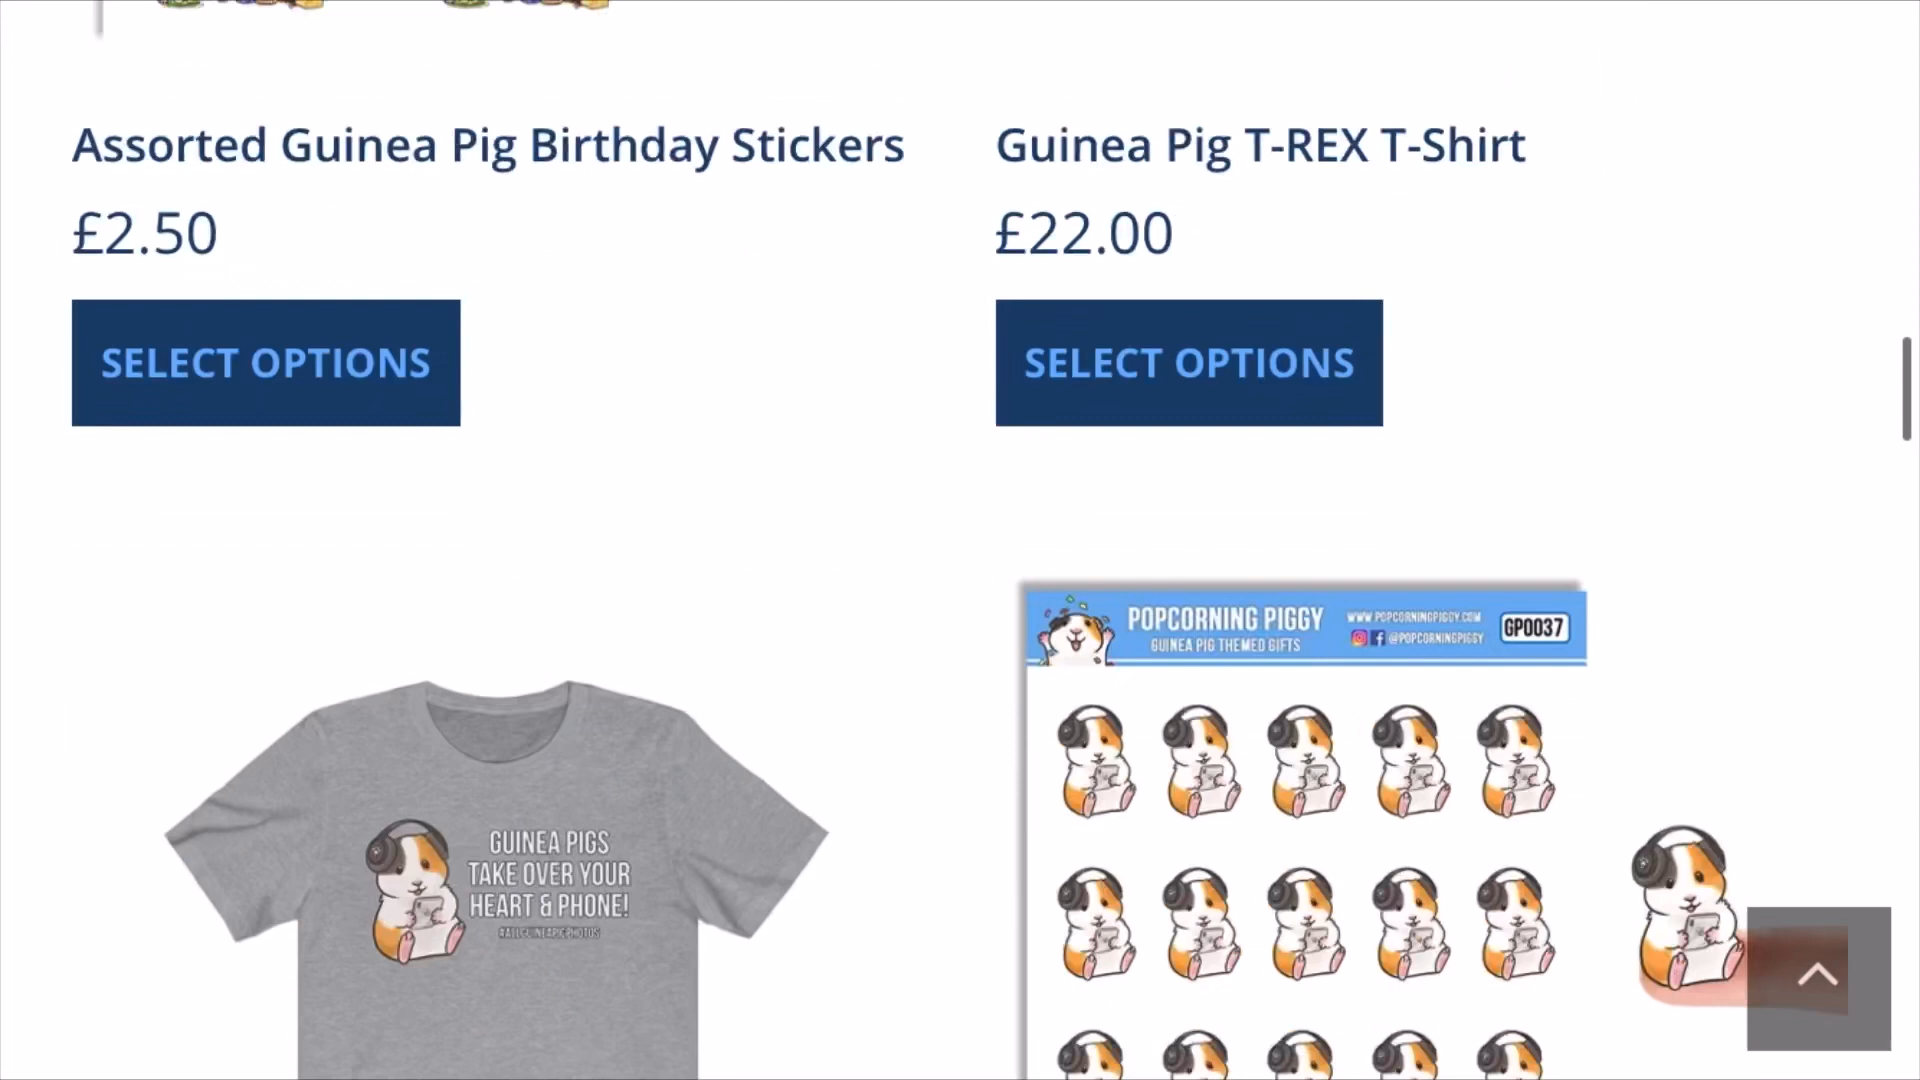 Assorted Guinea Pig Birthday Stickers
£2.50
SELECT OPTIONS
Guinea Pig T-REX T-Shirt
£22.00
SELECT OPTIONS
GUINEA PIGS
TAKE OVER YOUR
HEART & PHONE!
#ALLGUINEAPIGPHOTOS
POPCORNING PIGGY
GUINEA PIG THEMED GIFTS
WWW.POPCORNINGPIGGY.COM
@POPCORNINGPIGGY
GP0037